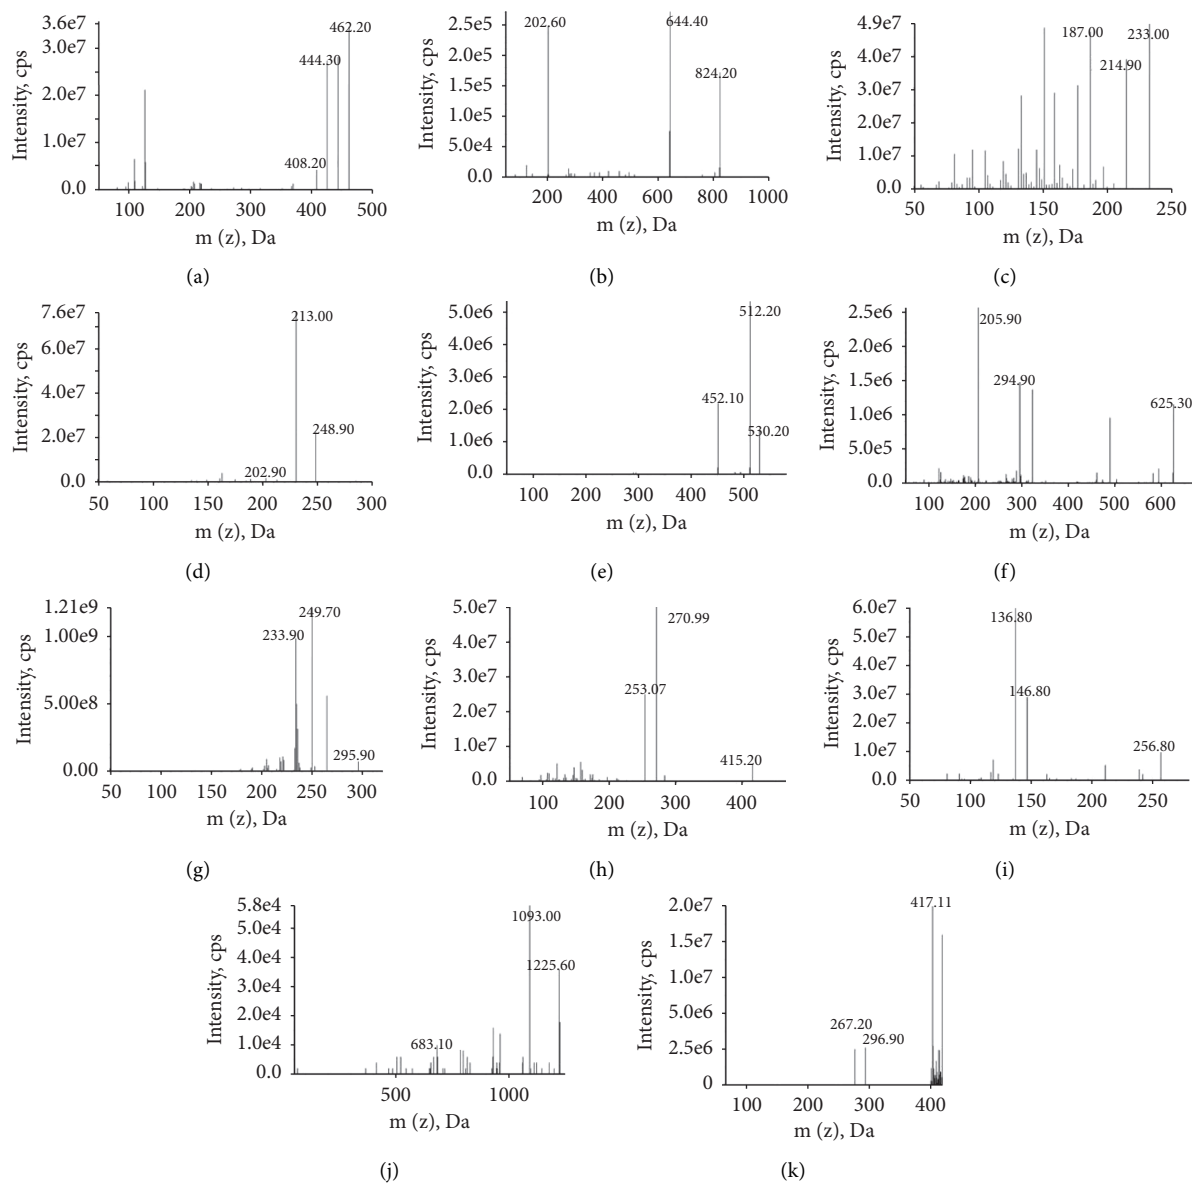 3.6e7
3.0e7
2.0e7
1.0e7
0.0
Intensity, cps
462.20
444.30
408.20
100 200 300 400 500
m (z), Da
(a)
2.5e5
2.0e5
1.5e5
1.0e5
5.0e4
0.0
Intensity, cps
202.60
644.40
824.20
200 400 600 800 1000
m (z), Da
(b)
4.9e7
4.0e7
3.0e7
2.0e7
1.0e7
0.0
Intensity, cps
187.00
233.00
214.90
50 100 150 200 250
m (z), Da
(c)
7.6e7
6.0e7
4.0e7
2.0e7
0.0
Intensity, cps
213.00
248.90
202.90
50 100 150 200 250 300
m (z), Da
(d)
5.0e6
4.0e6
3.0e6
2.0e6
1.0e6
0.0
Intensity, cps
512.20
452.10
530.20
100 200 300 400 500
m (z), Da
(e)
2.5e6
2.0e6
1.5e6
1.0e6
5.0e5
0.0
Intensity, cps
205.90
294.90
625.30
100 200 300 400 500 600
m (z), Da
(f)
1.21e9
1.00e9
5.00e8
0.00
Intensity, cps
249.70
233.90
295.90
50 100 150 200 250 300
m (z), Da
(g)
5.0e7
4.0e7
3.0e7
2.0e7
1.0e7
0.0
Intensity, cps
270.99
253.07
415.20
100 200 300 400
m (z), Da
(h)
6.0e7
5.0e7
4.0e7
3.0e7
2.0e7
1.0e7
0.0
Intensity, cps
136.80
146.80
256.80
50 100 150 200 250
m (z), Da
(i)
5.8e4
5.0e4
4.0e4
3.0e4
2.0e4
1.0e4
0.0
Intensity, cps
1093.00
1225.60
683.10
500 1000
m (z), Da
(j)
2.0e7
1.5e7
1.0e7
5.0e6
2.5e6
0
Intensity, cps
417.11
267.20
296.90
100 200 300 400
m (z), Da
(k)